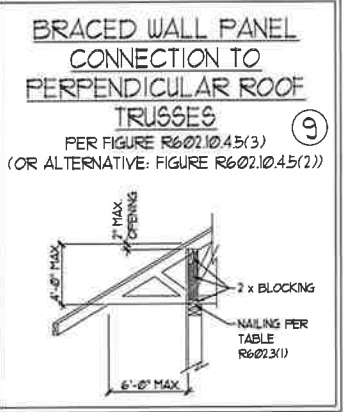 BRACED WALL PANEL
CONNECTION TO
PERPENDICULAR ROOF
TRUSSES
9
PER FIGURE R602.10.4.5(3)
(OR ALTERNATIVE: FIGURE R602.10.4.5(2))
2" MAX.
OPENING
4'-0" MAX
2 x BLOCKING
NAILING PER
TABLE
R602.3(1)
6'-0" MAX